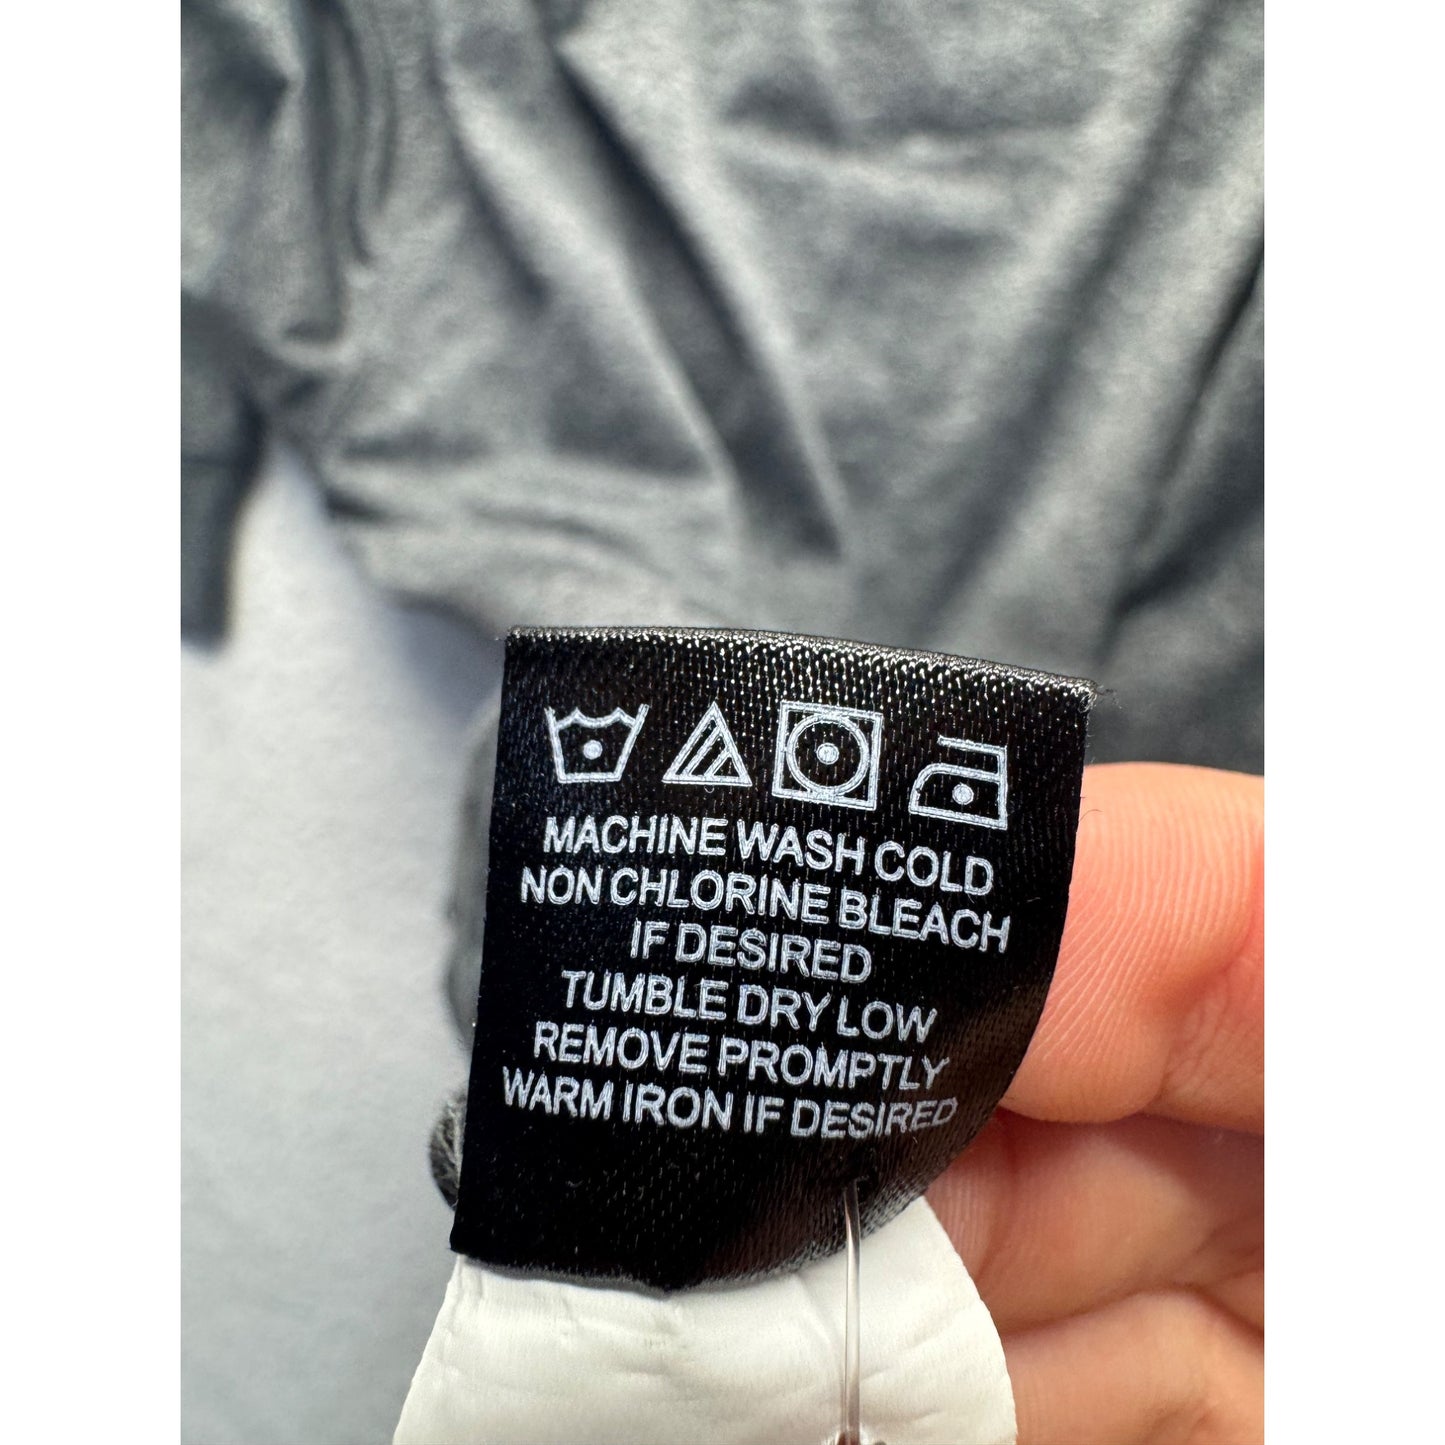 MACHINE WASH COLD
NON CHLORINE BLEACH
IF DESIRED
TUMBLE DRY LOW
REMOVE PROMPTLY
WARM IRON IF DESIRED